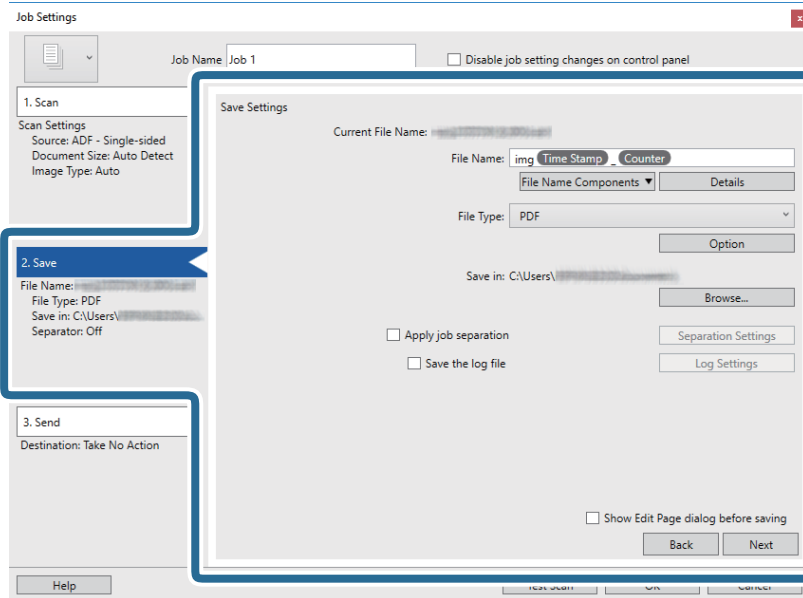 Job Settings
Job Name Job 1
Disable job setting changes on control panel
1. Scan
Scan Settings
Source: ADF - Single-sided
Document Size: Auto Detect
Image Type: Auto
2. Save
File Name:
File Type: PDF
Save in: C:\Users\
Separator: Off
3. Send
Destination: Take No Action
Save Settings
Current File Name:
File Name: img Time Stamp _ Counter
File Name Components ▼ Details
File Type: PDF
Option
Save in: C:\Users\
Browse...
Apply job separation Separation Settings
Save the log file Log Settings
Show Edit Page dialog before saving
Back Next
Help Test Scan OK Cancel